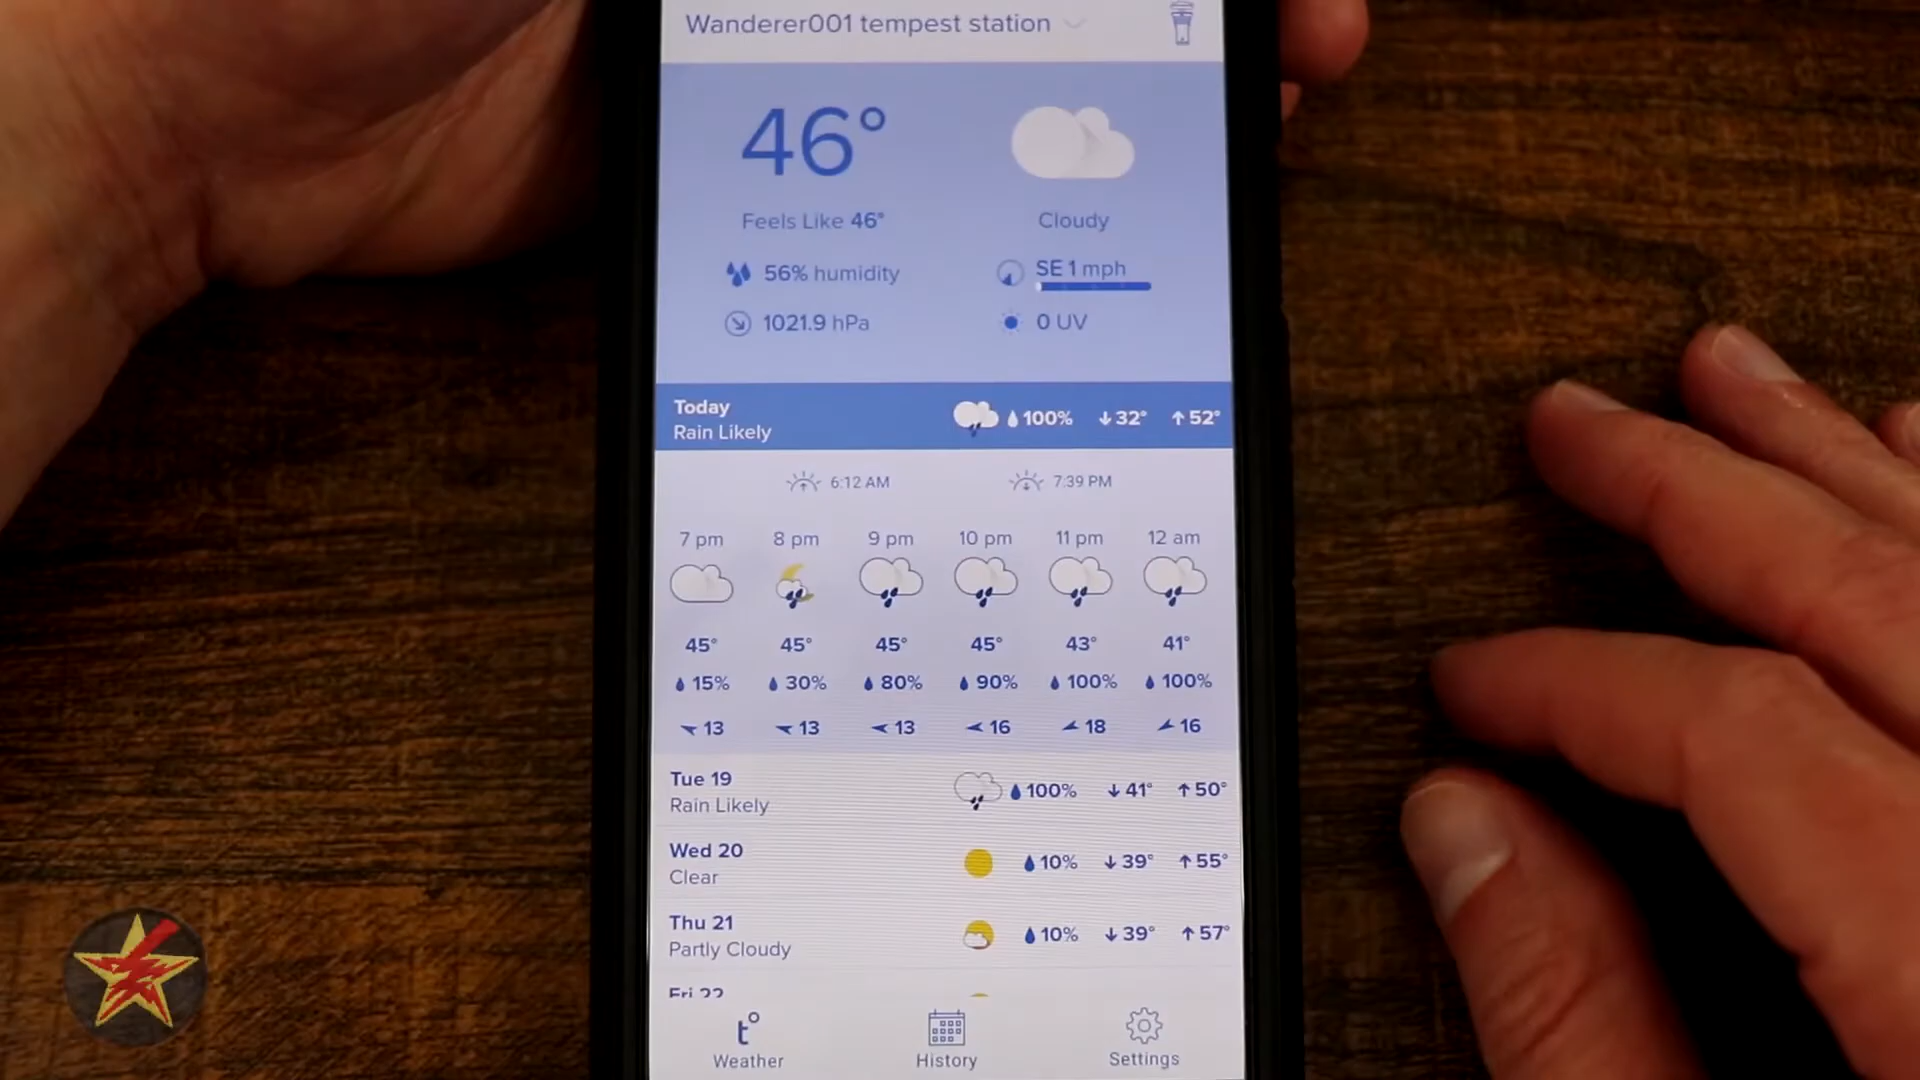 Wanderer001 tempest station
46°
Feels Like 46°
Cloudy
56% humidity
SE 1 mph
1021.9 hPa
0 UV
Today
Rain Likely
100% 32° 52°
6:12 AM 7:39 PM
7 pm 8 pm 9 pm 10 pm 11 pm 12 am
45° 45° 45° 45° 43° 41°
15% 30% 80% 90% 100% 100%
13 13 13 16 18 16
Tue 19
Rain Likely
100% 41° 50°
Wed 20
Clear
10% 39° 55°
Thu 21
Partly Cloudy
10% 39° 57°
Fri 22
t°
Weather History Settings